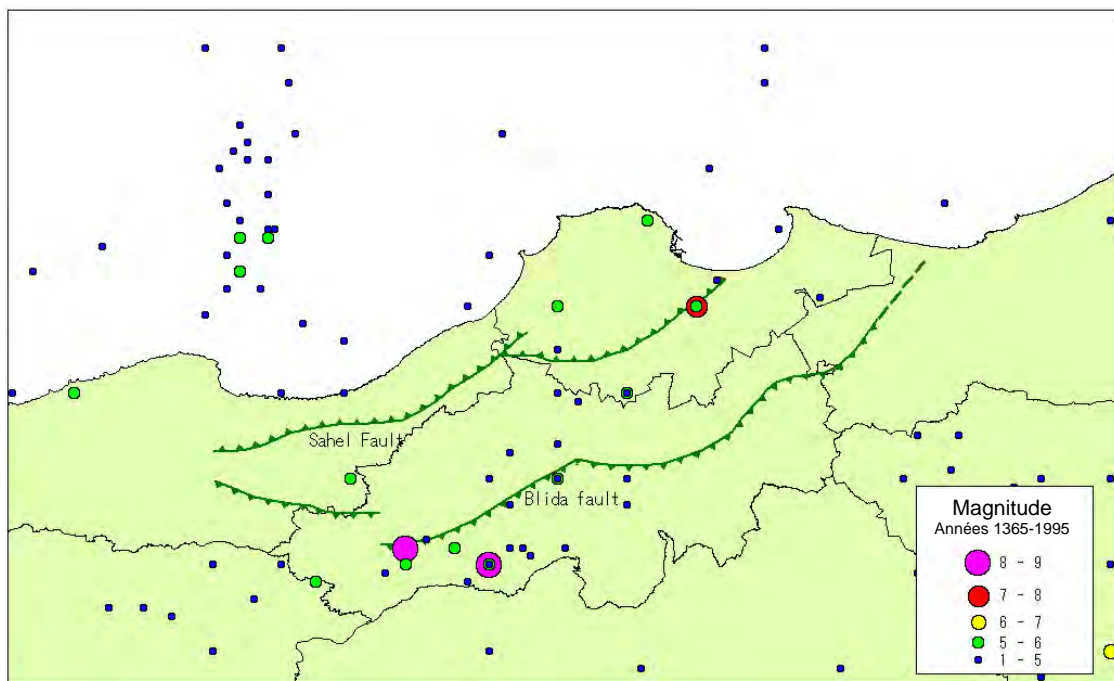 Sahel Fault
Blida fault
Magnitude
Années 1365-1995
8 - 9
7 - 8
6 - 7
5 - 6
1 - 5